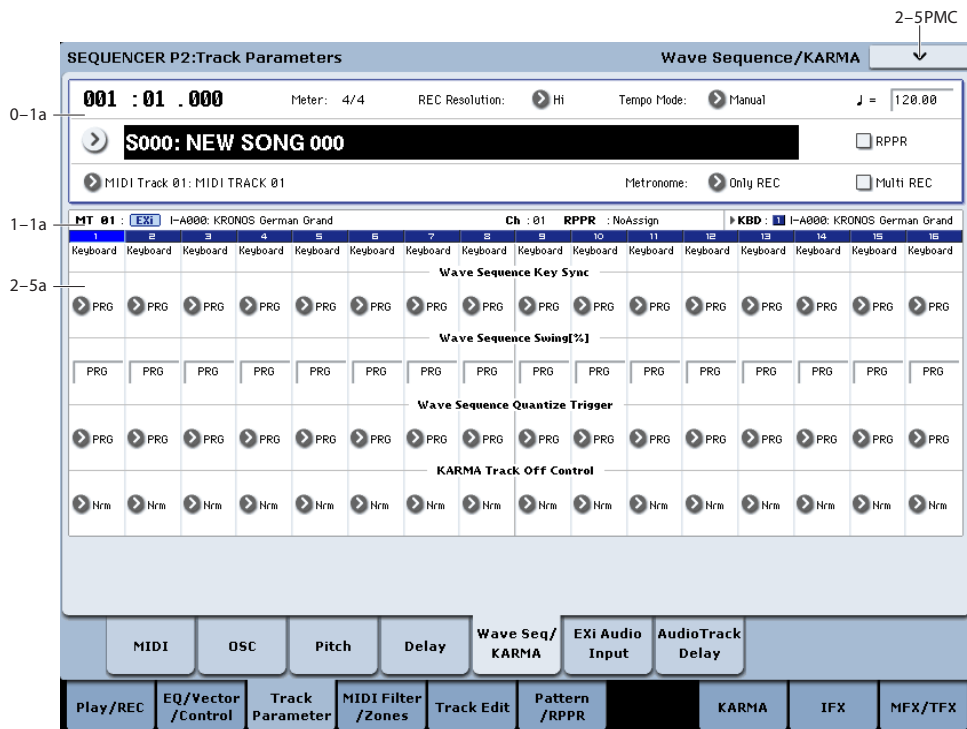 2–5PMC
SEQUENCER P2:Track Parameters Wave Sequence/KARMA
0–1a
001 :01 .000 Meter: 4/4 REC Resolution: Hi Tempo Mode: Manual ♩ = 120.00
S000: NEW SONG 000 RPPR
MIDI Track 01: MIDI TRACK 01 Metronome: Only REC Multi REC
1–1a
MT 01 : EXi I-A000: KRONOS German Grand Ch :01 RPPR :NoAssign KBD : 1 I-A000: KRONOS German Grand
1 2 3 4 5 6 7 8 9 10 11 12 13 14 15 16
Keyboard Keyboard Keyboard Keyboard Keyboard Keyboard Keyboard Keyboard Keyboard Keyboard Keyboard Keyboard Keyboard Keyboard Keyboard Keyboard
2–5a
Wave Sequence Key Sync
PRG PRG PRG PRG PRG PRG PRG PRG PRG PRG PRG PRG PRG PRG PRG PRG
Wave Sequence Swing[%]
PRG PRG PRG PRG PRG PRG PRG PRG PRG PRG PRG PRG PRG PRG PRG PRG
Wave Sequence Quantize Trigger
PRG PRG PRG PRG PRG PRG PRG PRG PRG PRG PRG PRG PRG PRG PRG PRG
KARMA Track Off Control
Nrm Nrm Nrm Nrm Nrm Nrm Nrm Nrm Nrm Nrm Nrm Nrm Nrm Nrm Nrm Nrm
MIDI
OSC
Pitch
Delay
Wave Seq/
KARMA
EXi Audio
Input
AudioTrack
Delay
Play/REC
EQ/Vector
/Control
Track
Parameter
MIDI Filter
/Zones
Track Edit
Pattern
/RPPR
KARMA
IFX
MFX/TFX